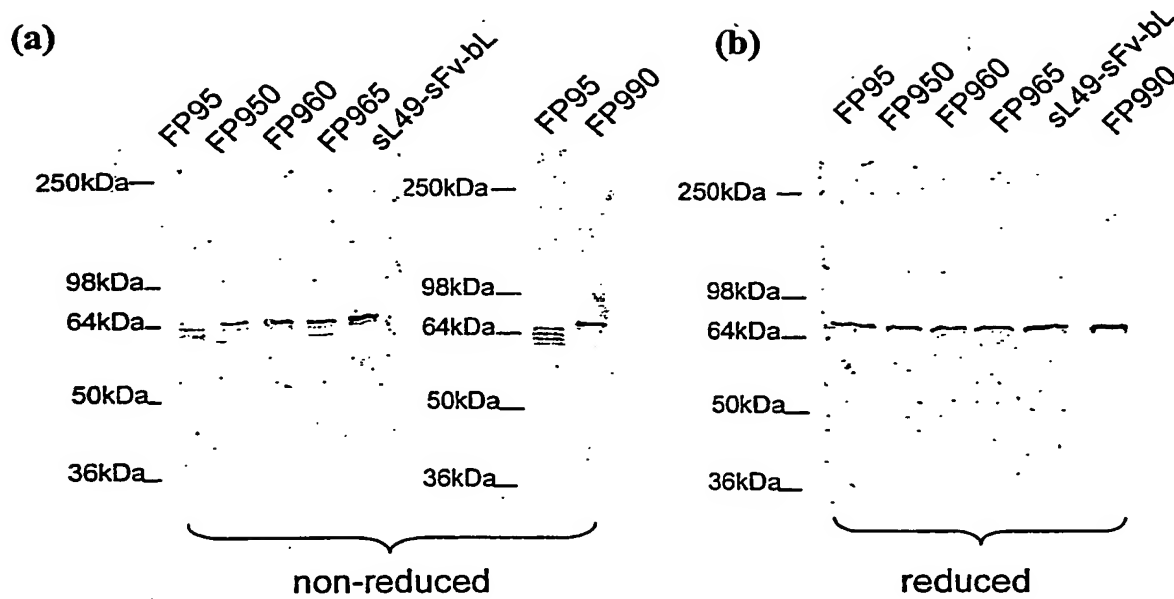 (a)
FP95
FP950
FP960
FP965
sL49-sFv-bL
FP95
FP990
250kDa
98kDa
64kDa
50kDa
36kDa
250kDa
98kDa
64kDa
50kDa
36kDa
non-reduced
(b)
FP95
FP950
FP960
FP965
sL49-sFv-bL
FP990
250kDa
98kDa
64kDa
50kDa
36kDa
reduced